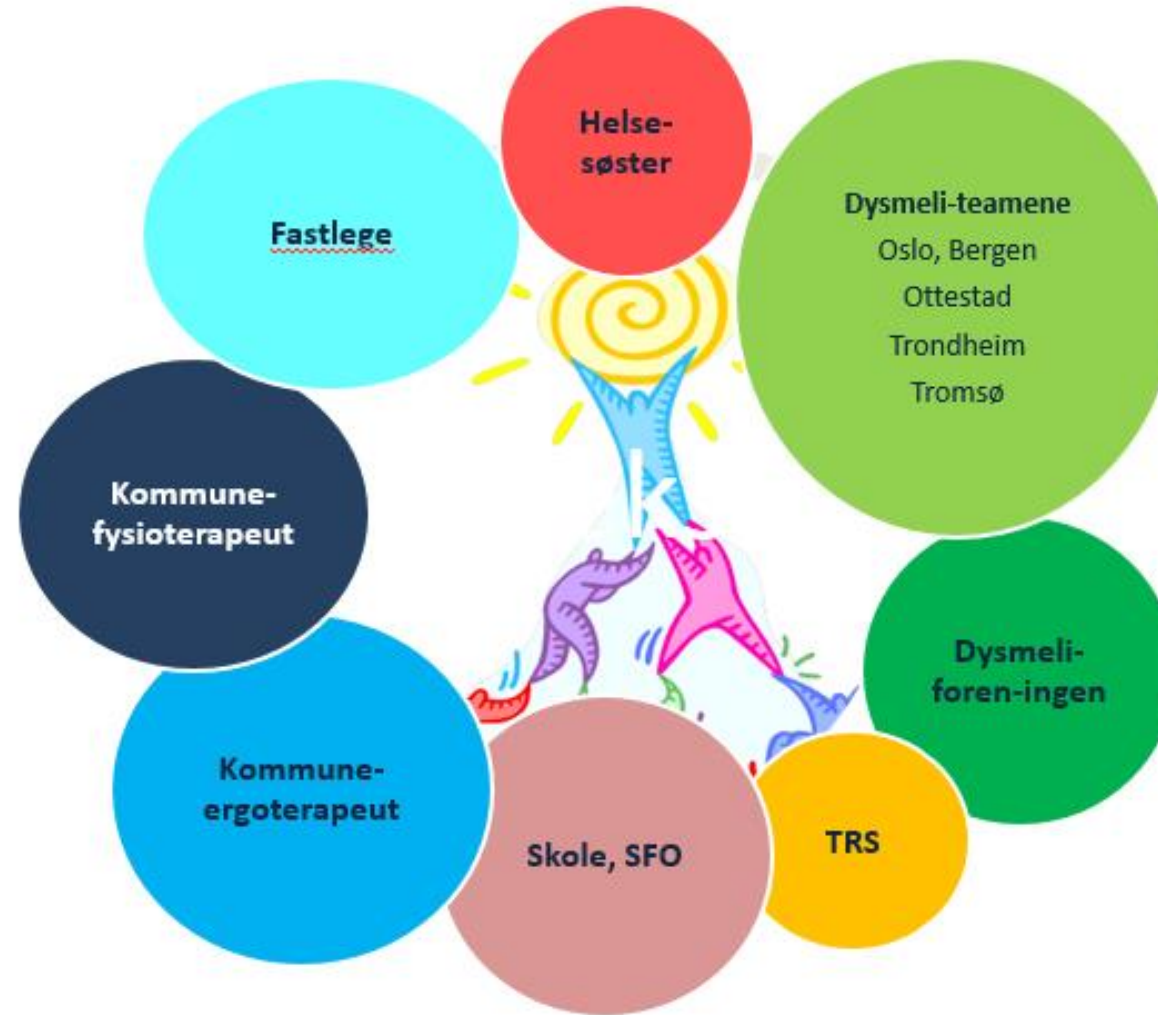 Helse-
søster
Dysmeli-teamene
Oslo, Bergen
Ottestad
Trondheim
Tromsø
Fastlege
Kommune-
fysioterapeut
Dysmeli-
foren-ingen
Kommune-
ergoterapeut
Skole, SFO
TRS